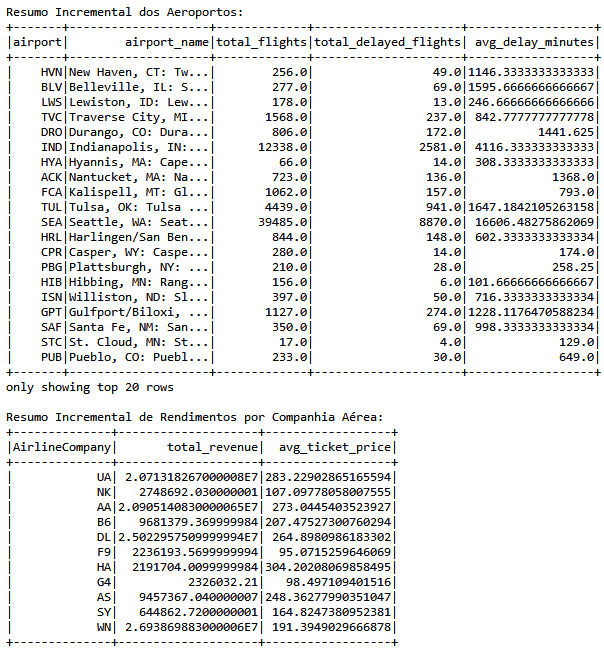 Resumo Incremental dos Aeroportos:
+-------+--------------------+-------------+---------------------+------------------+
|airport|        airport_name|total_flights|total_delayed_flights| avg_delay_minutes|
+-------+--------------------+-------------+---------------------+------------------+
|    HVN|New Haven, CT: Tw...|        256.0|                 49.0|1146.3333333333333|
|    BLV|Belleville, IL: S...|        277.0|                 69.0|1595.6666666666667|
|    LWS|Lewiston, ID: Lew...|        178.0|                 13.0|246.66666666666666|
|    TVC|Traverse City, MI...|       1568.0|                237.0| 842.7777777777778|
|    DRO|Durango, CO: Dura...|        806.0|                172.0|          1441.625|
|    IND|Indianapolis, IN:...|      12338.0|               2581.0| 4116.333333333333|
|    HYA|Hyannis, MA: Cape...|         66.0|                 14.0| 308.3333333333333|
|    ACK|Nantucket, MA: Na...|        723.0|                136.0|            1368.0|
|    FCA|Kalispell, MT: Gl...|       1062.0|                157.0|             793.0|
|    TUL|Tulsa, OK: Tulsa ...|       4439.0|                941.0|1647.1842105263158|
|    SEA|Seattle, WA: Seat...|      39485.0|               8870.0| 16606.48275862069|
|    HRL|Harlingen/San Ben...|        844.0|                148.0| 602.3333333333334|
|    CPR|Casper, WY: Caspe...|        280.0|                 14.0|             174.0|
|    PBG|Plattsburgh, NY: ...|        210.0|                 28.0|            258.25|
|    HIB|Hibbing, MN: Rang...|        156.0|                  6.0|101.66666666666667|
|    ISN|Williston, ND: Sl...|        397.0|                 50.0| 716.3333333333334|
|    GPT|Gulfport/Biloxi, ...|       1127.0|                274.0|1228.1176470588234|
|    SAF|Santa Fe, NM: San...|        350.0|                 69.0| 998.3333333333334|
|    STC|St. Cloud, MN: St...|         17.0|                  4.0|             129.0|
|    PUB|Pueblo, CO: Puebl...|        233.0|                 30.0|             649.0|
+-------+--------------------+-------------+---------------------+------------------+
only showing top 20 rows
Resumo Incremental de Rendimentos por Companhia Aérea:
+--------------+--------------------+------------------+
|AirlineCompany|       total_revenue|  avg_ticket_price|
+--------------+--------------------+------------------+
|            UA| 2.071318267000008E7|283.22902865165594|
|            NK|   2748692.030000001|107.09778058007555|
|            AA|2.0905140830000065E7| 273.0445403523927|
|            B6|   9681379.369999984|207.47527300760294|
|            DL|2.5022957509999994E7| 264.8980986183302|
|            F9|  2236193.5699999994|  95.0715259646069|
|            HA|  2191704.0099999984|304.20208069858495|
|            G4|          2326032.21|  98.497109401516|
|            AS|   9457367.040000007|248.36277990351047|
|            SY|   644862.7200000001| 164.8247380952381|
|            WN| 2.693869883000006E7| 191.3949029666878|
+--------------+--------------------+------------------+